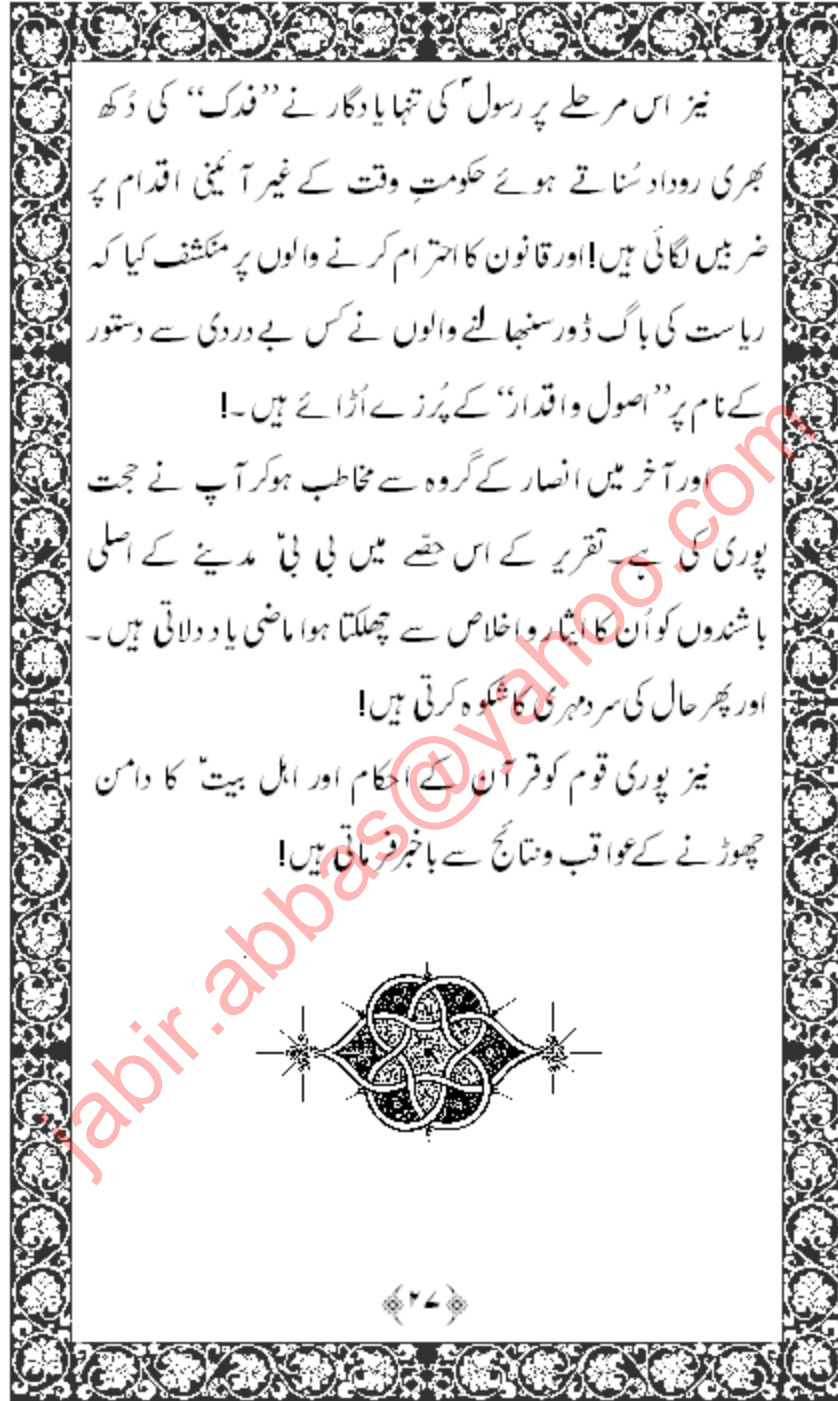 نیز اس مرحلے پر رسولؐ کی تنہا یادگار نے ’’فدک‘‘ کی دُکھ
بھری روداد سُناتے ہوئے حکومتِ وقت کے غیر آئینی اقدام پر
ضربیں لگائی ہیں! اور قانون کا احترام کرنے والوں پر منکشف کیا کہ
ریاست کی باگ ڈور سنبھالنے والوں نے کس بے دردی سے دستور
کے نام پر ’’اصول واقدار‘‘ کے پُرزے اُڑائے ہیں۔!
اور آخر میں انصار کے گروہ سے مخاطب ہوکر آپ نے حجت
پوری کی ہے۔ تقریر کے اس حصّے میں بی بیؑ مدینے کے اصلی
باشندوں کو اُن کا ایثار و اخلاص سے چھلکتا ہوا ماضی یاد دلاتی ہیں۔
اور پھر حال کی سردمہری کا شکوہ کرتی ہیں!
نیز پوری قوم کو قرآن کے احکام اور اہل بیتؑ کا دامن
چھوڑنے کے عواقب ونتائج سے باخبر فرماتی ہیں!
۲۷
jabir.abbas@yahoo.com